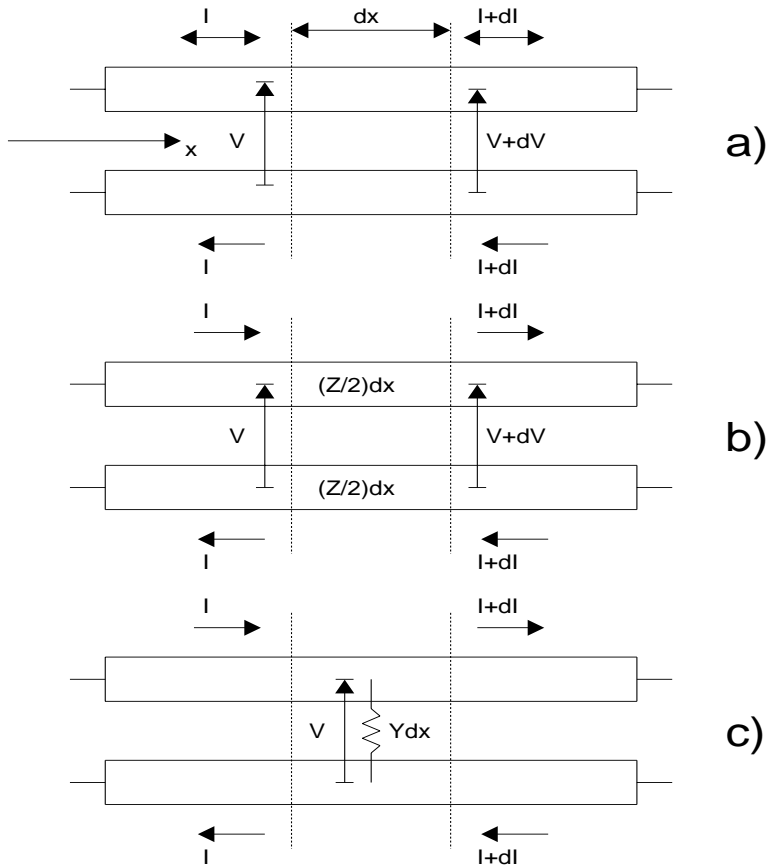 I dx I+dI
V V+dV a)
x
I I+dI
I I+dI
(Z/2)dx
V V+dV b)
(Z/2)dx
I I+dI
I I+dI
V Ydx c)
I I+dI